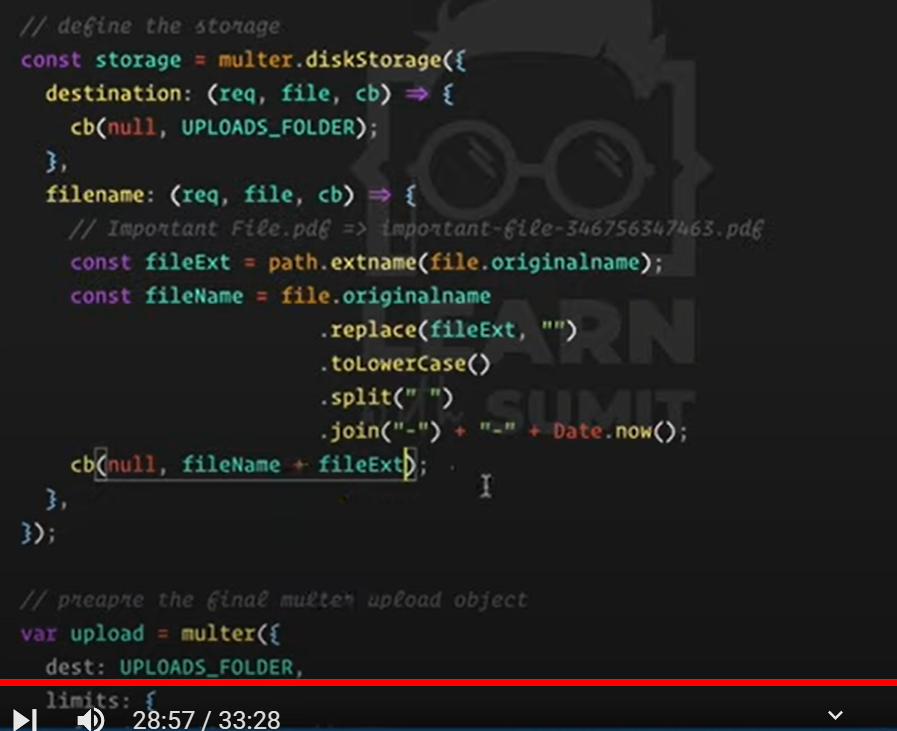 // define the storage
const storage = multer.diskStorage({
destination: (req, file, cb) => {
cb(null, UPLOADS_FOLDER);
},
filename: (req, file, cb) => {
// Important File.pdf => important-file-346756347463.pdf
const fileExt = path.extname(file.originalname);
const fileName = file.originalname
.replace(fileExt, "")
.toLowerCase()
.split(" ")
.join("-") + "-" + Date.now();
cb(null, fileName + fileExt);
},
});
// preapre the final multer upload object
var upload = multer({
dest: UPLOADS_FOLDER,
limits: {
LEARN
SUMIT
28:57 / 33:28